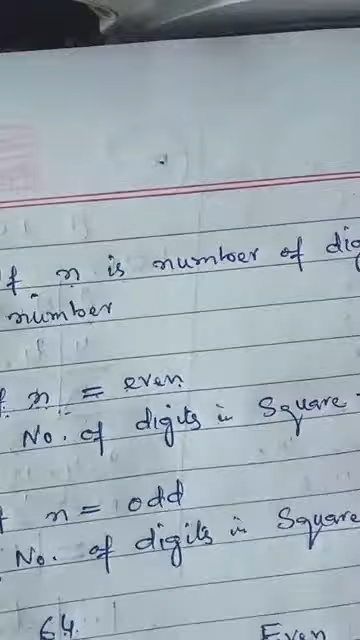 If n is number of dig
number
If n = even
No. of digits in Square
If n = odd
No. of digits in Square
64
Even